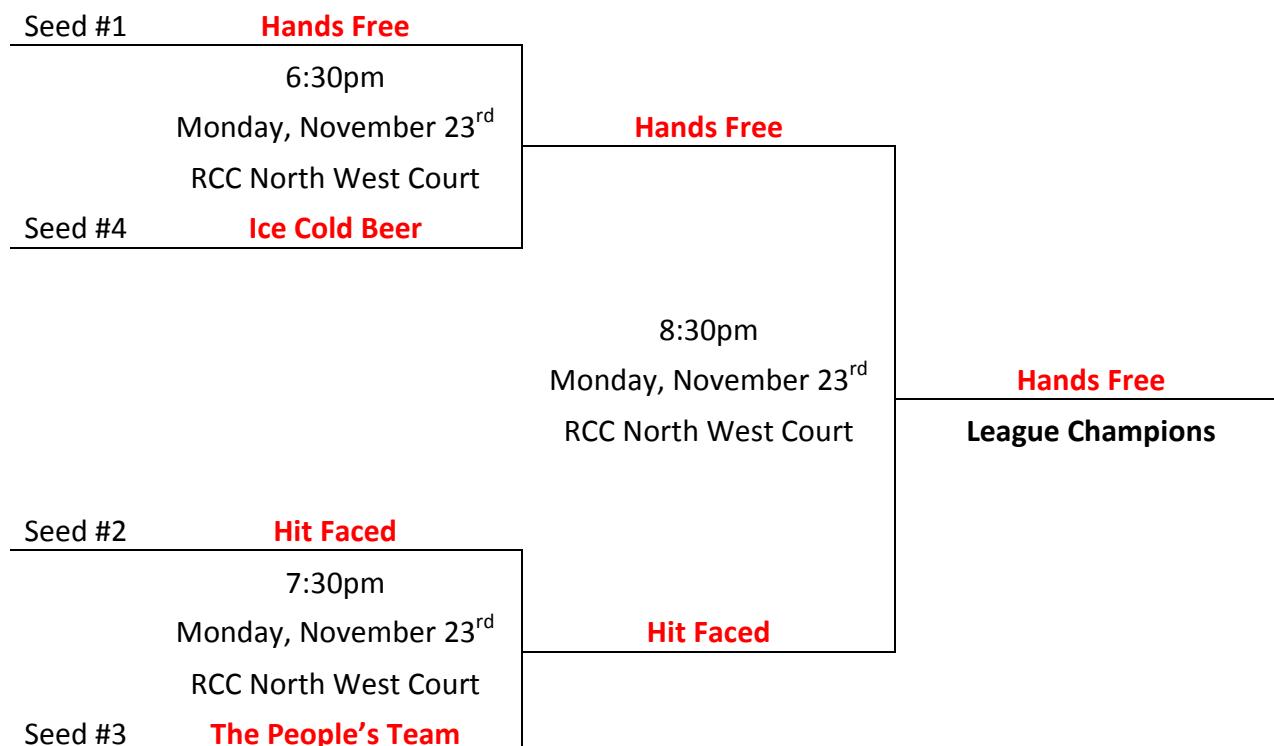 Seed #1 Hands Free
6:30pm
Monday, November 23rd
RCC North West Court
Seed #4 Ice Cold Beer
Hands Free
8:30pm
Monday, November 23rd
RCC North West Court
Hands Free
League Champions
Seed #2 Hit Faced
7:30pm
Monday, November 23rd
RCC North West Court
Seed #3 The People’s Team
Hit Faced